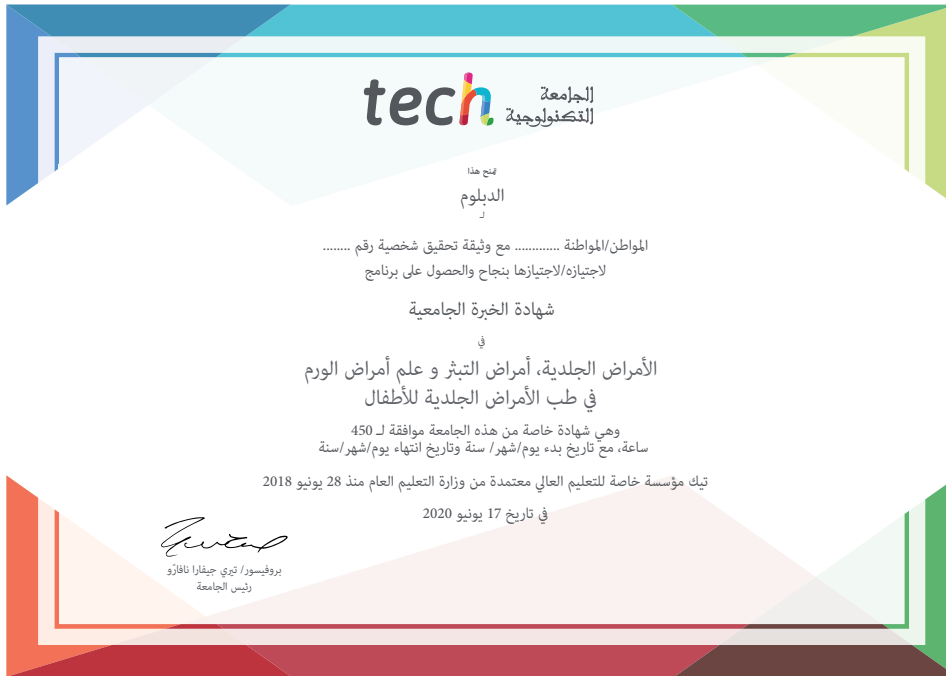 tech الجامعة
التكنولوجية
يمنح هذا
الدبلوم
لـ
المواطن/المواطنة ............ مع وثيقة تحقيق شخصية رقم ........
لاجتيازه/لاجتيازها بنجاح والحصول على برنامج
شهادة الخبرة الجامعية
في
الأمراض الجلدية، أمراض التبثر و علم أمراض الورم
في طب الأمراض الجلدية للأطفال
وهي شهادة خاصة من هذه الجامعة موافقة لـ 450
ساعة، مع تاريخ بدء يوم/شهر/ سنة وتاريخ انتهاء يوم/شهر/سنة
تيك مؤسسة خاصة للتعليم العالي معتمدة من وزارة التعليم العام منذ 28 يونيو 2018
في تاريخ 17 يونيو 2020
بروفيسور/ تيري جيفارا نافارّو
رئيس الجامعة